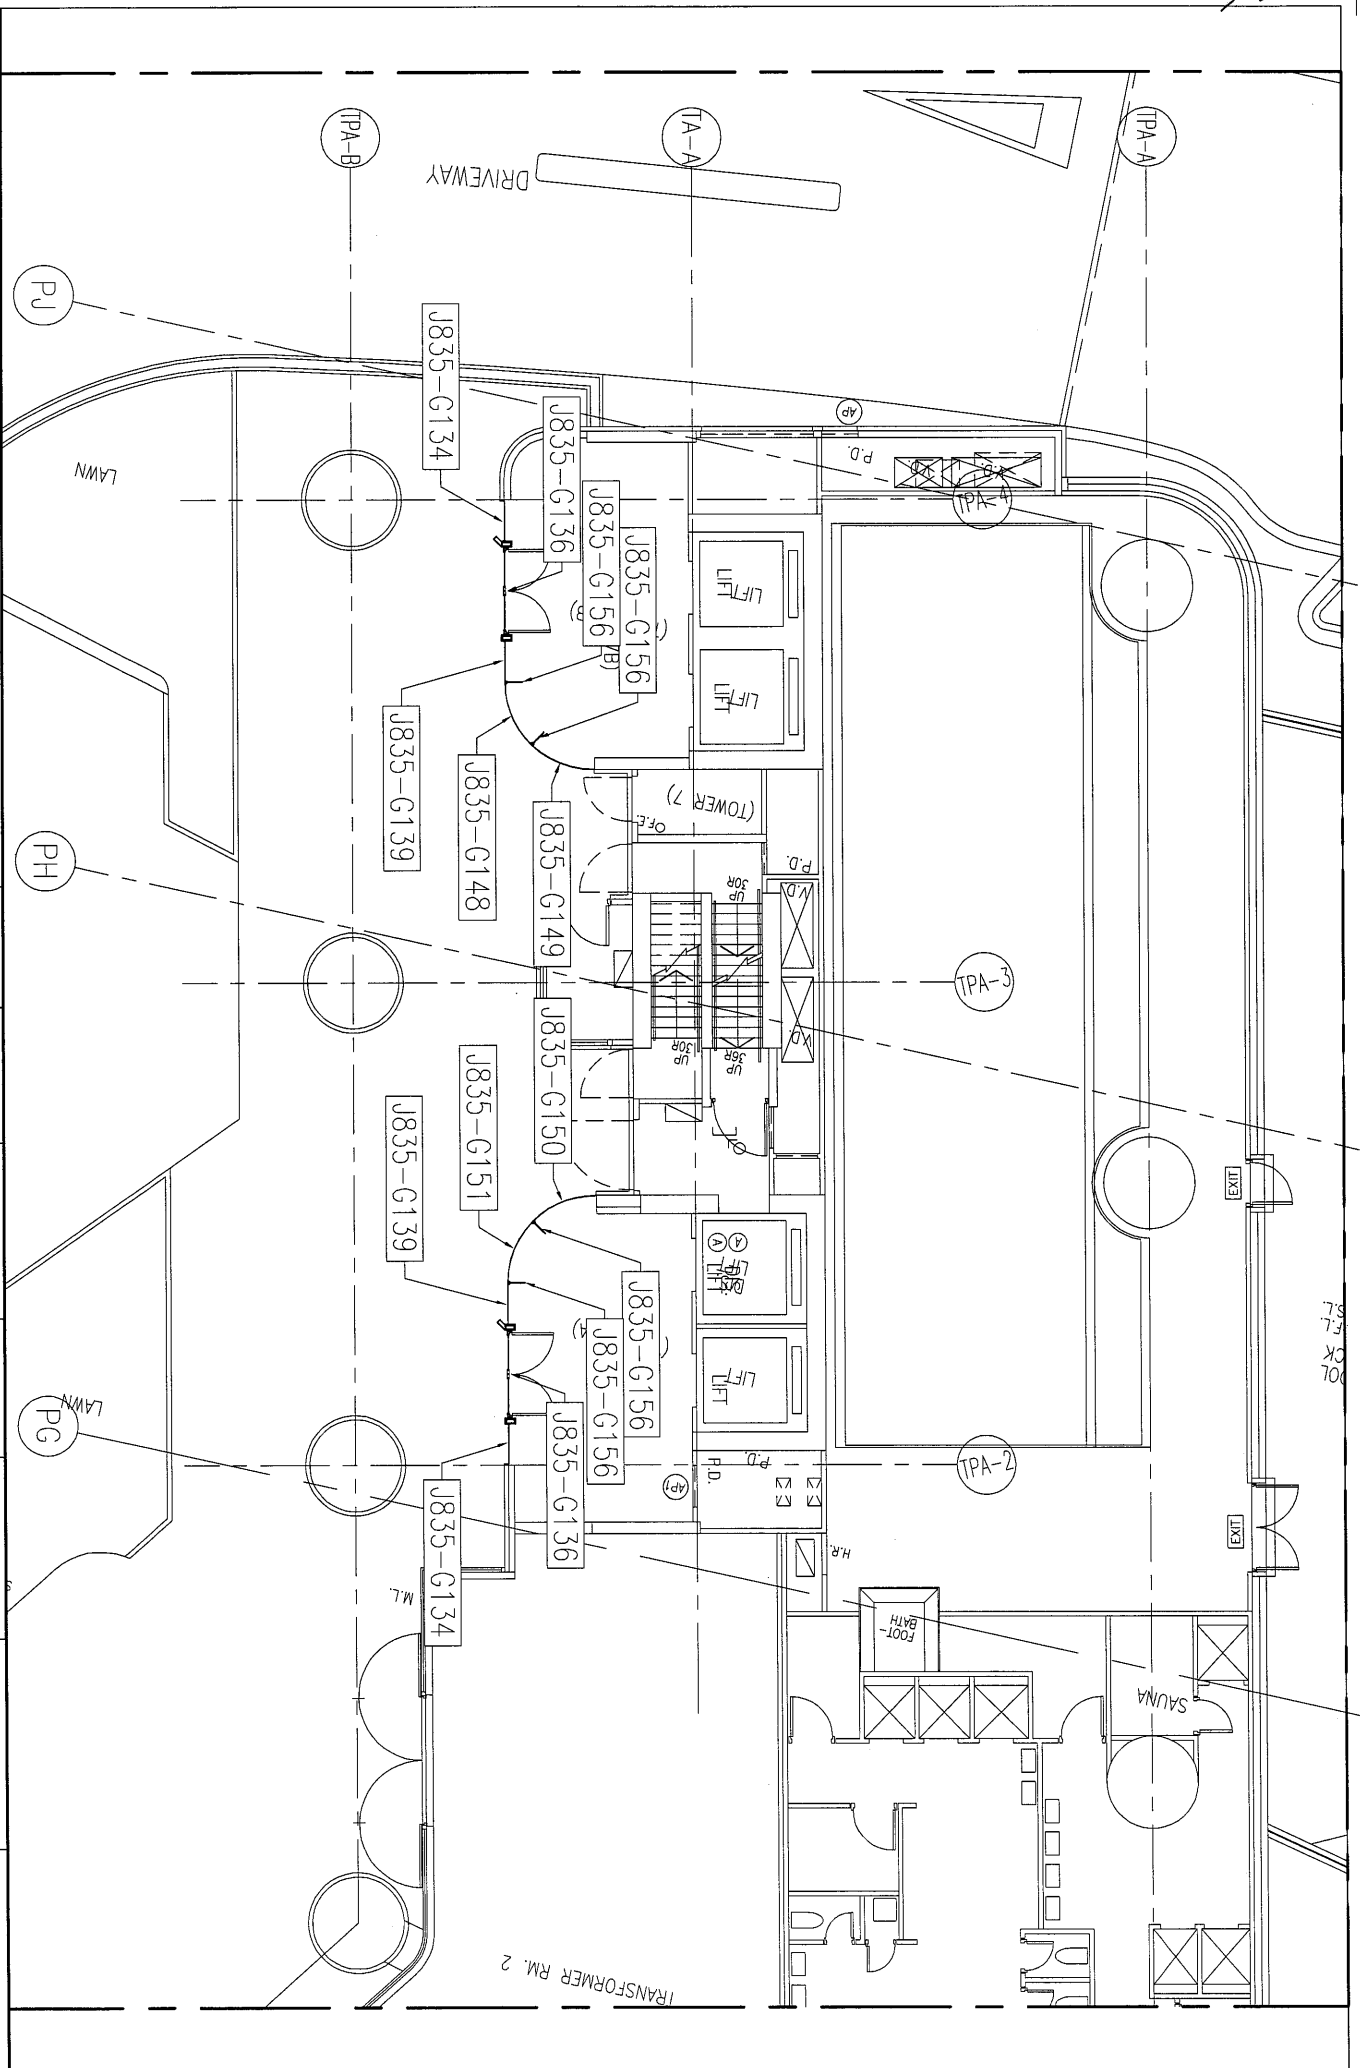 TPA-B
TA-A
TPA-A
DRIVEWAY
PJ
J835-G134
AP
J835-G136
P.D.
LAWN
J835-G156
TPA-4
J835-G156
LIFT
LIFT
LIFT
LIFT
J835-G139
J835-G148
(TOWER 7)
F.E.
J835-G149
PH
P.D.
UP
30R
V.D.
TPA-3
J835-G150
UP
30R
UP
36R
V.D.
J835-G151
J835-G139
EXIT
A
A
LIFT
J835-G156
J835-G156
LIFT
LIFT
LAWN
PG
J835-G136
AP1
P.D.
P.D.
TPA-2
J835-G134
EXIT
H.R.
M.L.
FOOT-
BATH
SAUNA
TRANSFORMER RM. 2
S.L.
F.L.